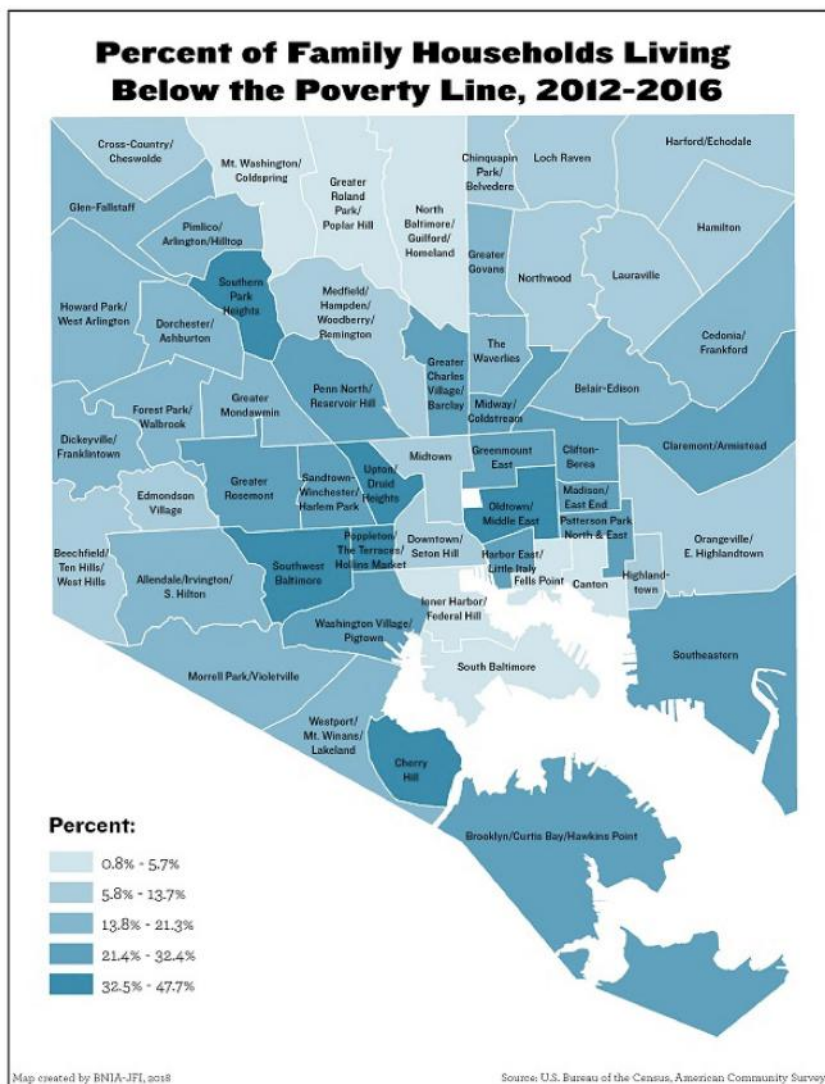 Percent of Family Households Living
Below the Poverty Line, 2012-2016
Cross-Country/
Cheswolde
Mt. Washington/
Coldspring
Greater
Roland
Park/
Poplar Hill
North
Baltimore/
Guilford/
Homeland
Chinquapin
Park/
Belvedere
Loch Raven
Harford/Echodale
Glen-Fallstaff
Pimlico/
Arlington/Hilltop
Greater
Govans
Northwood
Lauraville
Hamilton
Howard Park/
West Arlington
Dorchester/
Ashburton
Southern
Park
Heights
Medfield/
Hampden/
Woodberry/
Remington
The
Waverlies
Cedonia/
Frankford
Greater
Charles
Village/
Barclay
Belair-Edison
Penn North/
Reservoir Hill
Midway/
Coldstream
Forest Park/
Walbrook
Greater
Mondawmin
Dickeyville/
Franklintown
Claremont/Armistead
Midtown
Greenmount
East
Clifton-
Berea
Greater
Rosemont
Sandtown-
Winchester/
Harlem Park
Upton/
Druid
Heights
Edmondson
Village
Oldtown/
Middle East
Madison/
East End
Patterson Park
North & East
Orangeville/
E. Highlandtown
Beechfield/
Ten Hills/
West Hills
Allendale/Irvington/
S. Hilton
Southwest
Baltimore
Poppleton/
The Terraces/
Hollins Market
Downtown/
Seton Hill
Harbor East/
Little Italy
Fells Point
Canton
Highland-
town
Inner Harbor/
Federal Hill
Washington Village/
Pigtown
South Baltimore
Southeastern
Morrell Park/Violetville
Westport/
Mt. Winans/
Lakeland
Cherry
Hill
Brooklyn/Curtis Bay/Hawkins Point
Percent:
0.8% - 5.7%
5.8% - 13.7%
13.8% - 21.3%
21.4% - 32.4%
32.5% - 47.7%
Map created by BNIA-JFI, 2018
Source: U.S. Bureau of the Census, American Community Survey